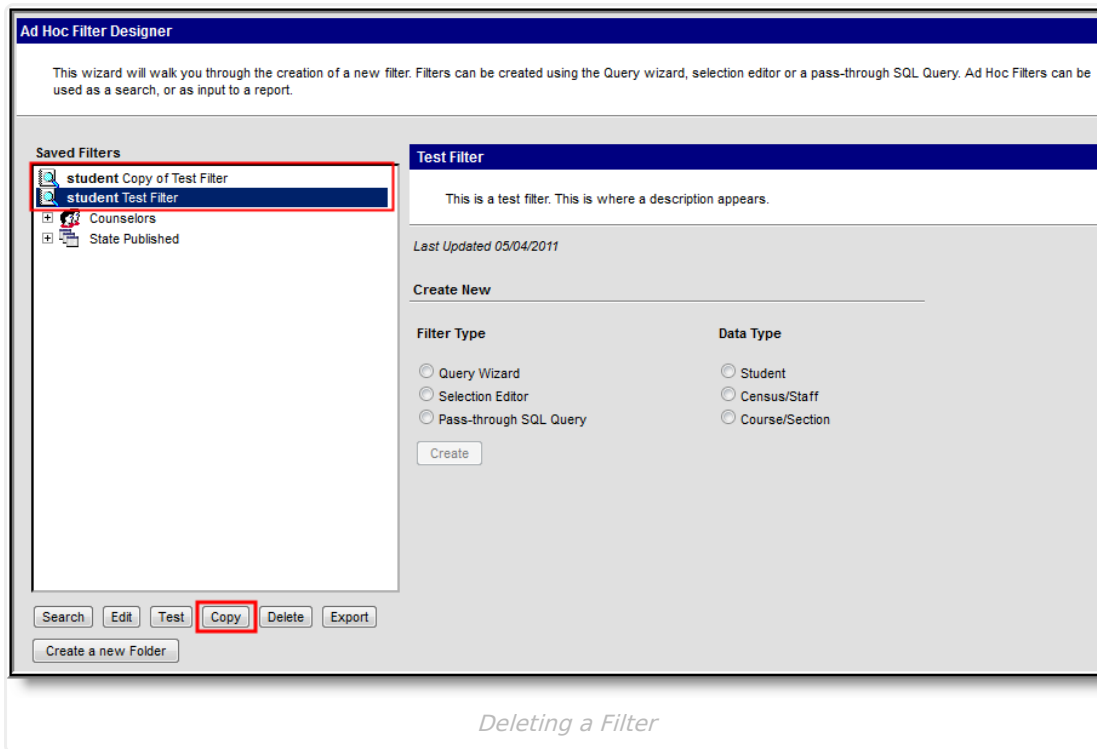 Ad Hoc Filter Designer
This wizard will walk you through the creation of a new filter. Filters can be created using the Query wizard, selection editor or a pass-through SQL Query. Ad Hoc Filters can be
used as a search, or as input to a report.
Saved Filters
student Copy of Test Filter
student Test Filter
Counselors
State Published
Test Filter
This is a test filter. This is where a description appears.
Last Updated 05/04/2011
Create New
Filter Type
Data Type
Query Wizard
Student
Selection Editor
Census/Staff
Pass-through SQL Query
Course/Section
Create
Search Edit Test Copy Delete Export
Create a new Folder
Deleting a Filter